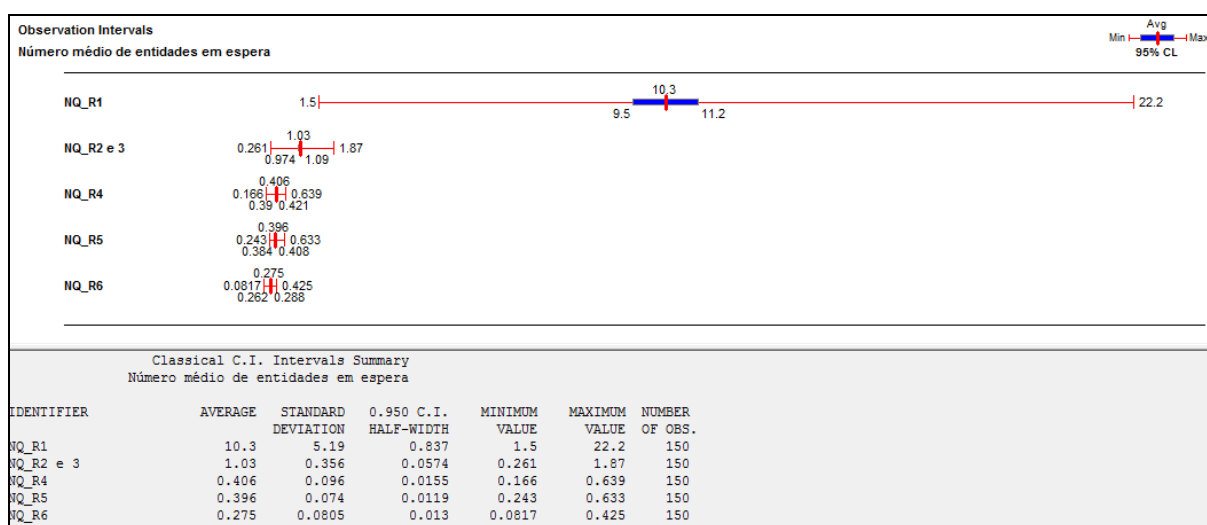 Observation Intervals
Número médio de entidades em espera
Avg
Min Max
95% CL
NQ_R1 1.5 10.3 22.2
9.5 11.2
1.03
NQ_R2 e 3 0.261 1.87
0.974 1.09
0.406
NQ_R4 0.166 0.639
0.39 0.421
0.396
NQ_R5 0.243 0.633
0.384 0.408
0.275
NQ_R6 0.0817 0.425
0.262 0.288
Classical C.I. Intervals Summary
Número médio de entidades em espera
IDENTIFIER AVERAGE STANDARD 0.950 C.I. MINIMUM MAXIMUM NUMBER
DEVIATION HALF-WIDTH VALUE VALUE OF OBS.
NQ_R1 10.3 5.19 0.837 1.5 22.2 150
NQ_R2 e 3 1.03 0.356 0.0574 0.261 1.87 150
NQ_R4 0.406 0.096 0.0155 0.166 0.639 150
NQ_R5 0.396 0.074 0.0119 0.243 0.633 150
NQ_R6 0.275 0.0805 0.013 0.0817 0.425 150